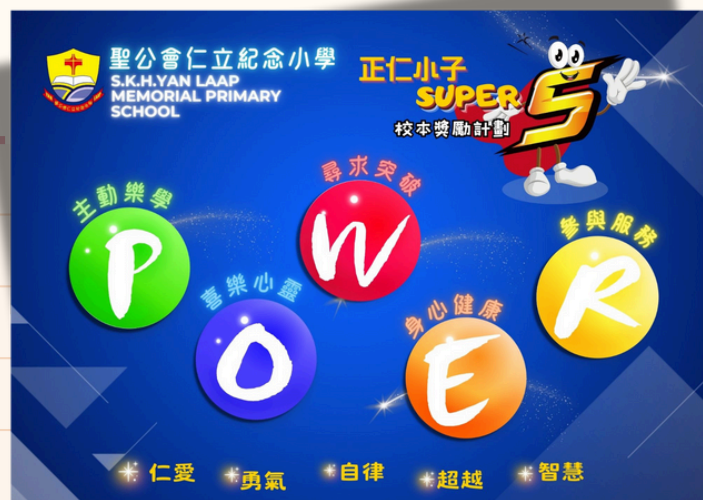 聖公會仁立紀念小學
S.K.H.YAN LAAP
MEMORIAL PRIMARY
SCHOOL
正仁小子
SUPER 5
校本獎勵計劃
主動樂學
P
喜樂心靈
O
尋求突破
W
身心健康
E
參與服務
R
仁愛
勇氣
自律
超越
智慧